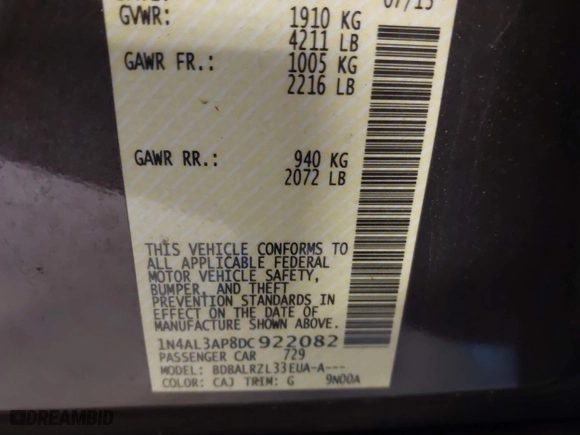 07/13
GVWR: 1910 KG
4211 LB
GAWR FR.: 1005 KG
2216 LB
GAWR RR.: 940 KG
2072 LB
THIS VEHICLE CONFORMS TO
ALL APPLICABLE FEDERAL
MOTOR VEHICLE SAFETY,
BUMPER, AND THEFT
PREVENTION STANDARDS IN
EFFECT ON THE DATE OF
MANUFACTURE SHOWN ABOVE.
1N4AL3AP8DC922082
PASSENGER CAR 729
MODEL: BDBALRZL33EUA-A---
COLOR: CAJ TRIM: G 9N00A
DREAMBID